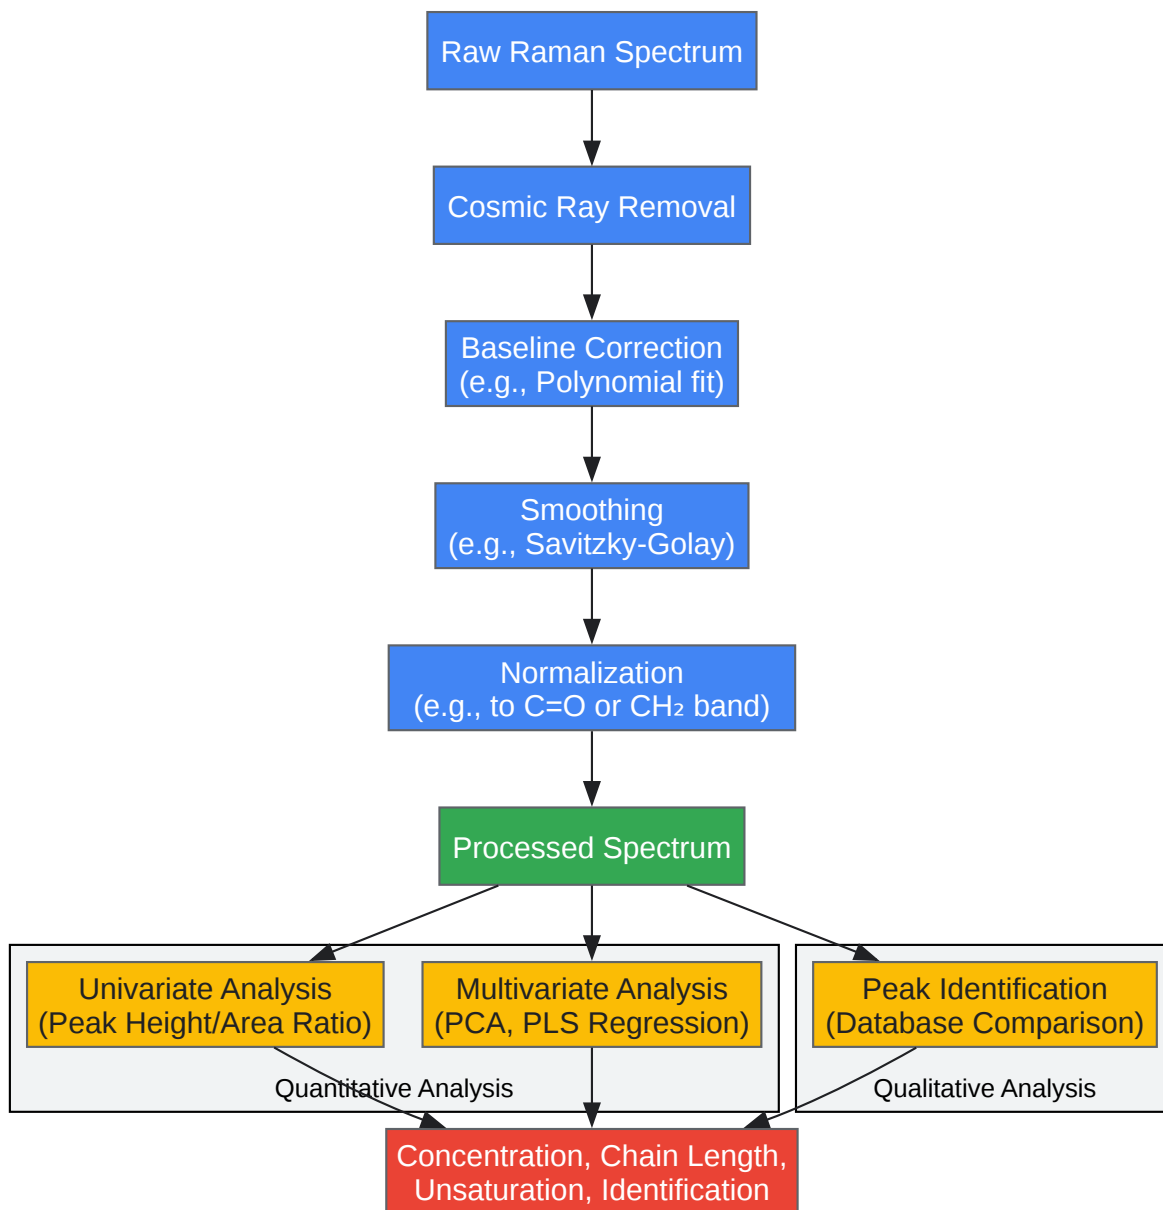 Raw Raman Spectrum
Cosmic Ray Removal
Baseline Correction
(e.g., Polynomial fit)
Smoothing
(e.g., Savitzky-Golay)
Normalization
(e.g., to C=O or CH₂ band)
Processed Spectrum
Univariate Analysis
(Peak Height/Area Ratio)
Multivariate Analysis
(PCA, PLS Regression)
Peak Identification
(Database Comparison)
Quantitative Analysis
Qualitative Analysis
Concentration, Chain Length,
Unsaturation, Identification